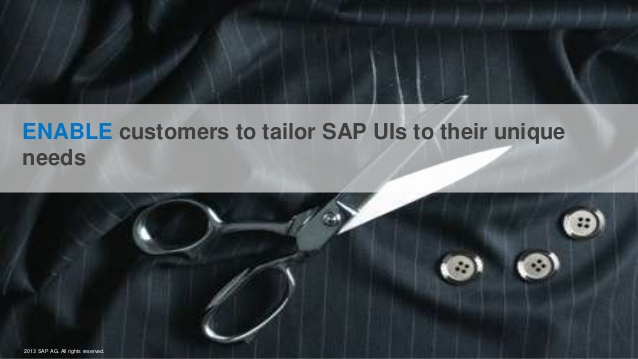 ENABLE customers to tailor SAP UIs to their unique
needs
2013 SAP AG. All rights reserved.